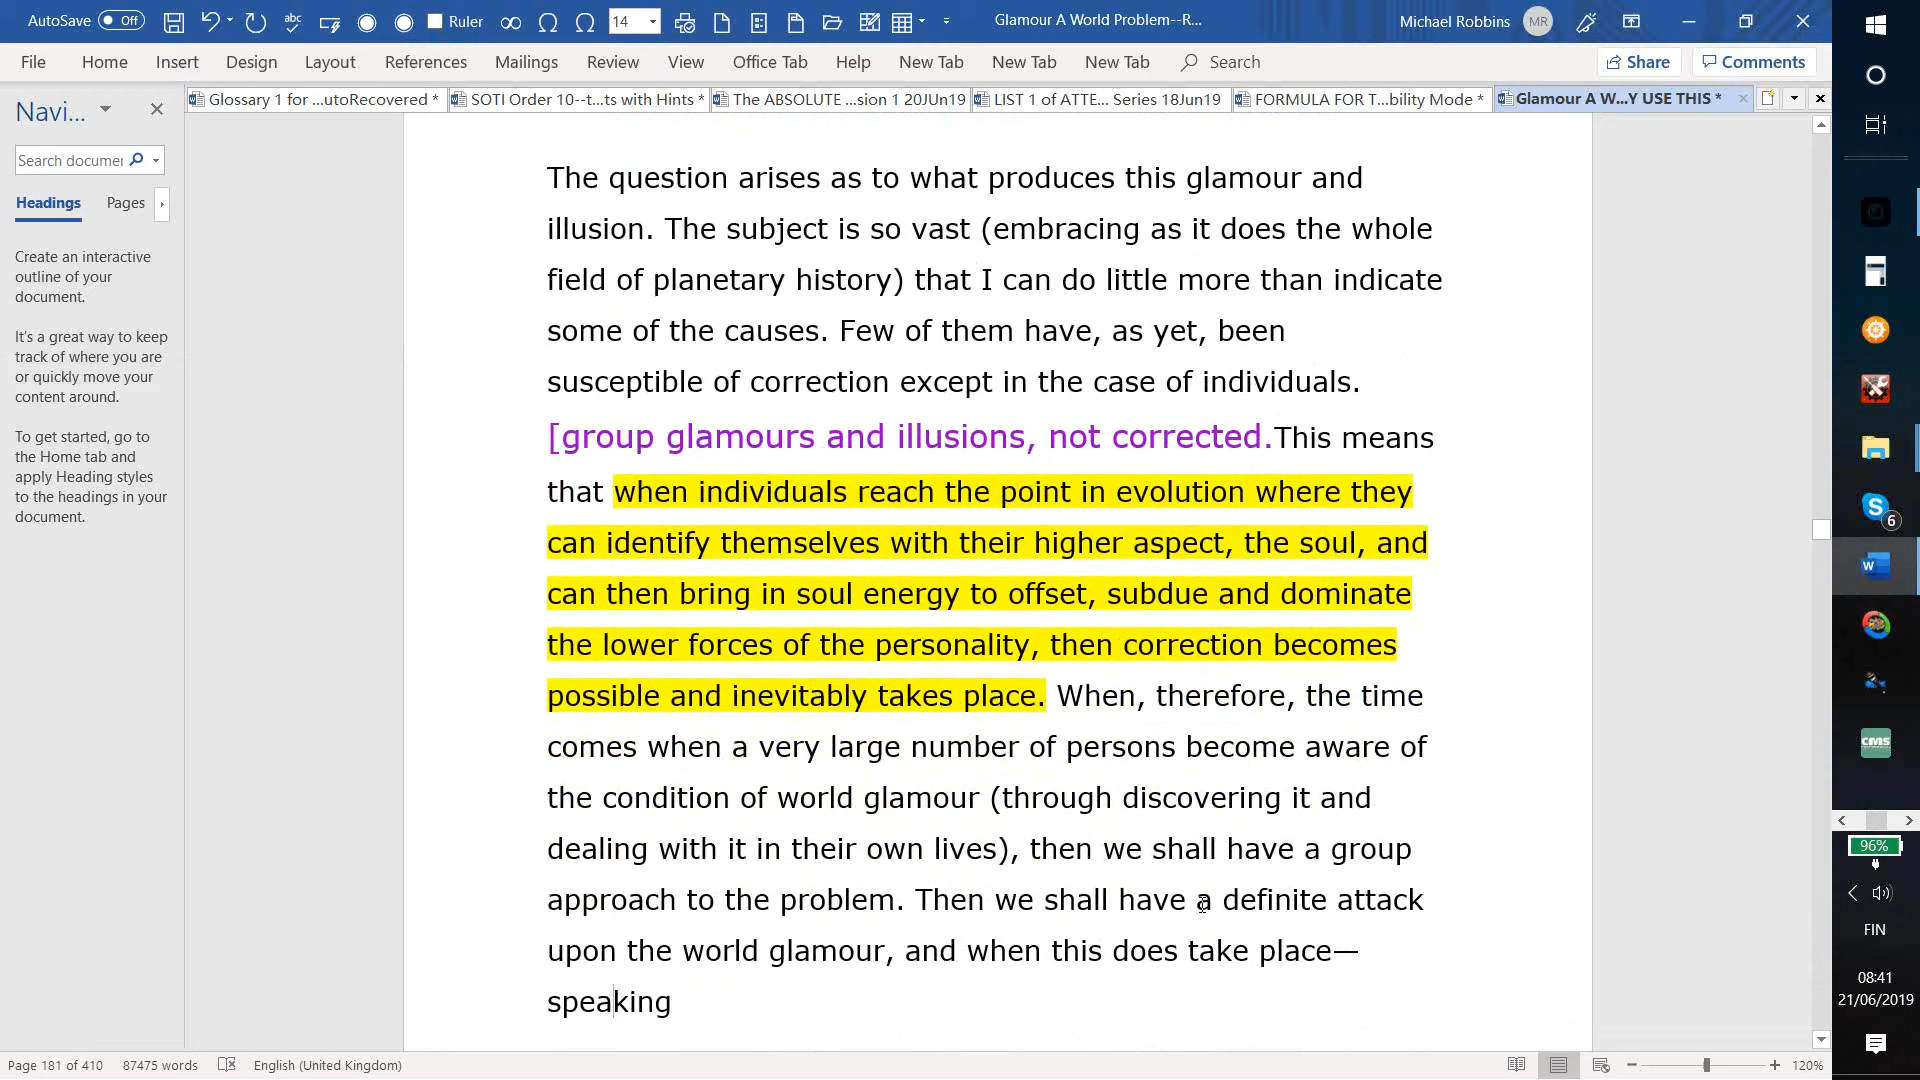 AutoSave Off Ruler 14 Glamour A World Problem--R... Michael Robbins MR
File Home Insert Design Layout References Mailings Review View Office Tab Help New Tab New Tab New Tab Search Share Comments
Navi... Glossary 1 for ...utoRecovered * SOTI Order 10--t...ts with Hints * The ABSOLUTE ...sion 1 20JUn19 LIST 1 of ATTE... Series 18Jun19 FORMULA FOR T...bility Mode * Glamour A W...Y USE THIS *
Search documen
Headings Pages
Create an interactive
outline of your
document.
It's a great way to keep
track of where you are
or quickly move your
content around.
To get started, go to
the Home tab and
apply Heading styles
to the headings in your
document.
The question arises as to what produces this glamour and
illusion. The subject is so vast (embracing as it does the whole
field of planetary history) that I can do little more than indicate
some of the causes. Few of them have, as yet, been
susceptible of correction except in the case of individuals.
[group glamours and illusions, not corrected.This means
that when individuals reach the point in evolution where they
can identify themselves with their higher aspect, the soul, and
can then bring in soul energy to offset, subdue and dominate
the lower forces of the personality, then correction becomes
possible and inevitably takes place. When, therefore, the time
comes when a very large number of persons become aware of
the condition of world glamour (through discovering it and
dealing with it in their own lives), then we shall have a group
approach to the problem. Then we shall have a definite attack
upon the world glamour, and when this does take place—
speaking
6
CMS
96%
FIN
08:41
21/06/2019
Page 181 of 410 87475 words English (United Kingdom) 120%